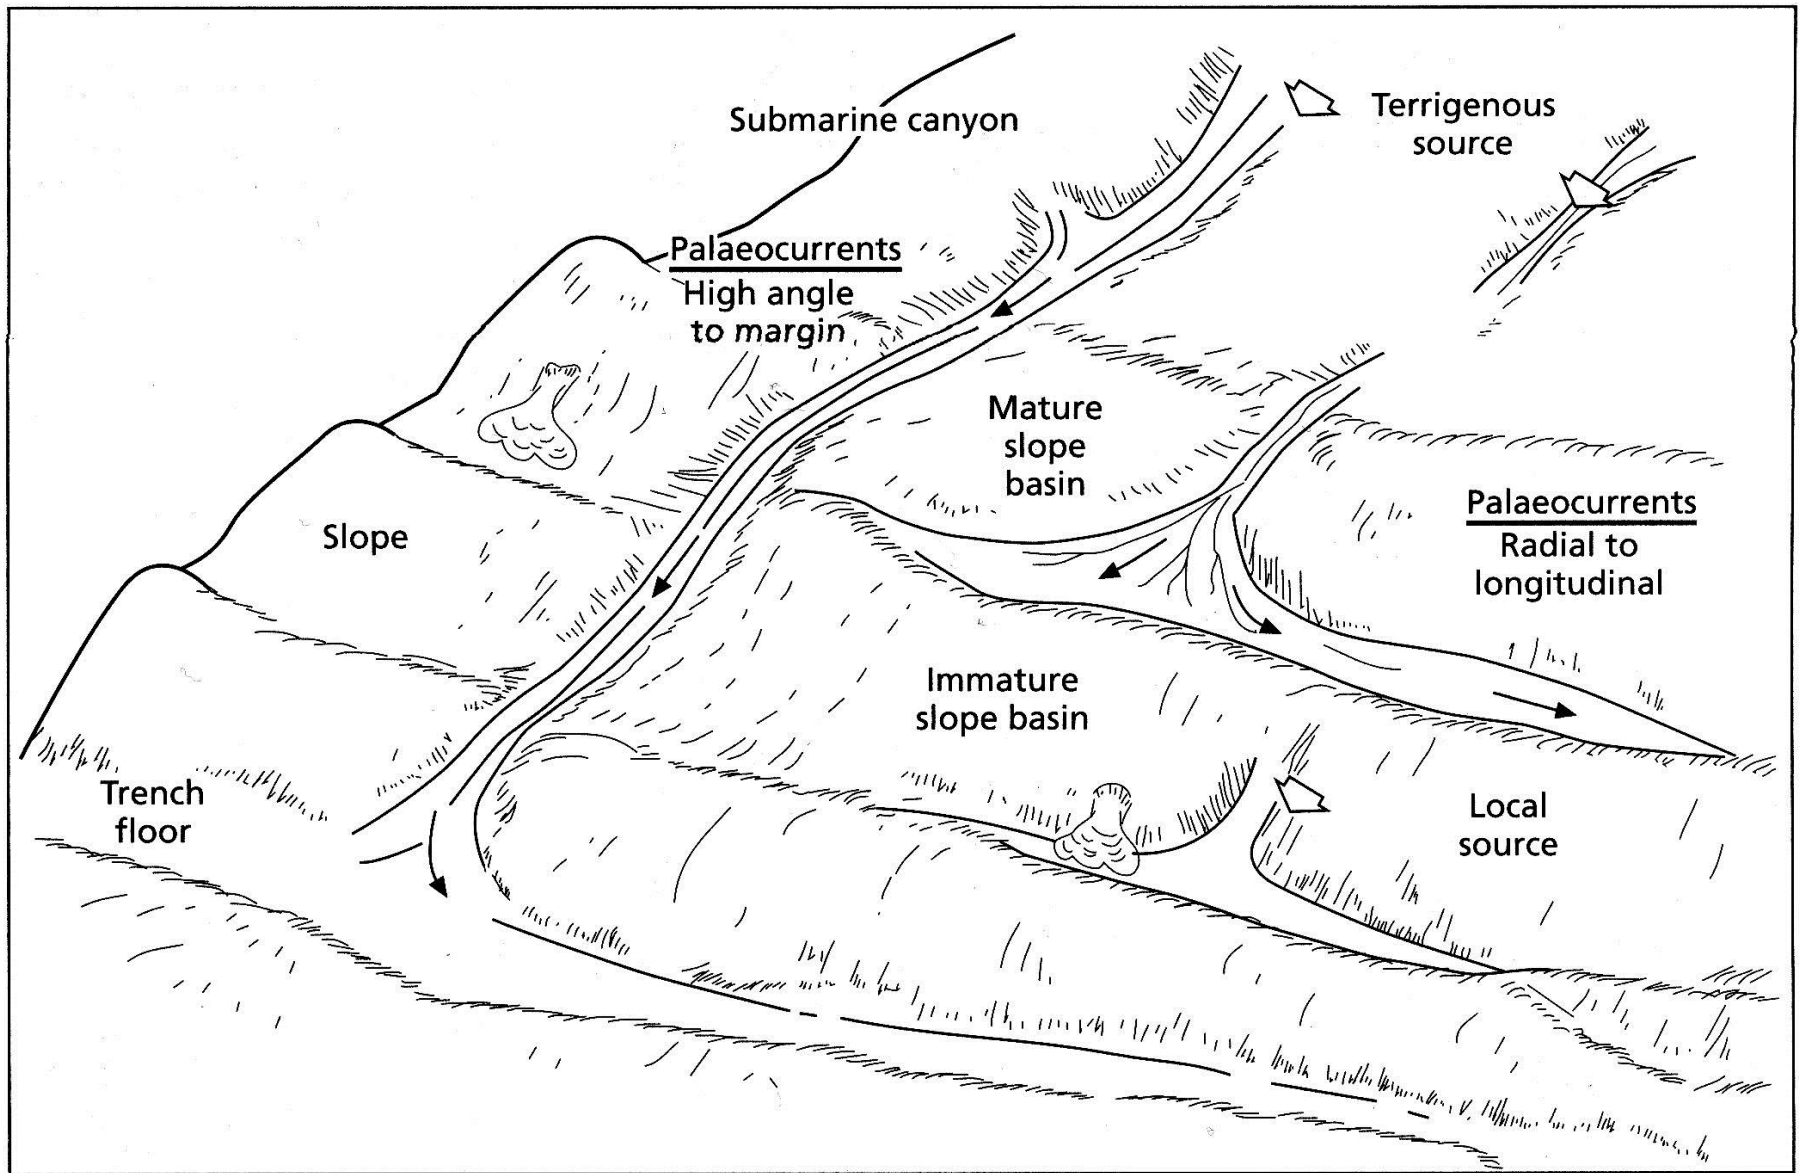 Submarine canyon
Terrigenous
source
Palaeocurrents
High angle
to margin
Mature
slope
basin
Palaeocurrents
Radial to
longitudinal
Slope
Immature
slope basin
Trench
floor
Local
source